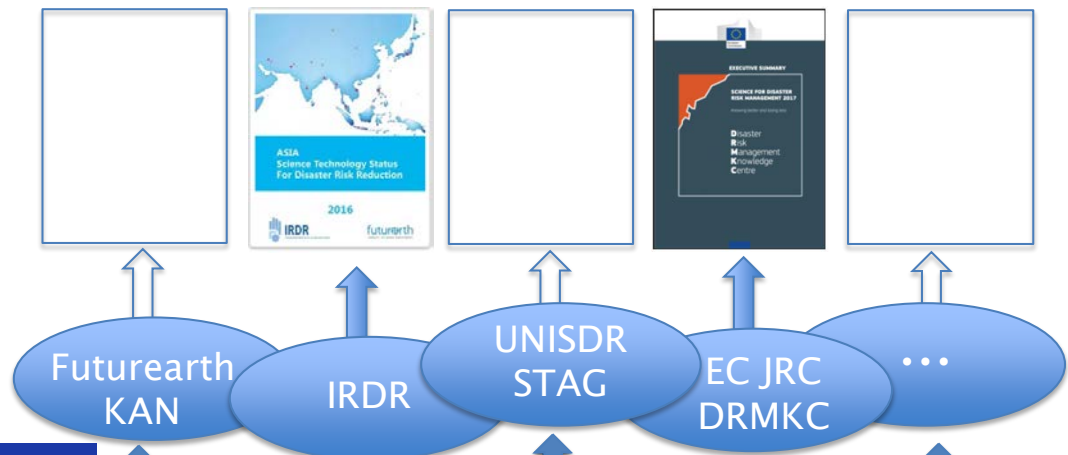 ASIA
Science Technology Status
For Disaster Risk Reduction
2016
IRDR
futurerth
EXECUTIVE SUMMARY
SCIENCE FOR DISASTER
RISK MANAGEMENT 2017
Disaster
Risk
Management
Knowledge
Centre
Futurearth
KAN
IRDR
UNISDR
STAG
EC JRC
DRMKC
...